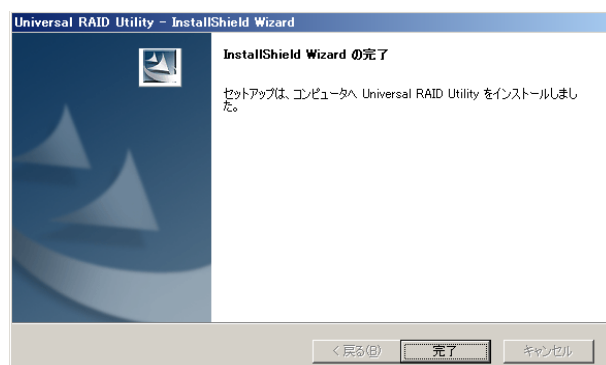 Universal RAID Utility - InstallShield Wizard
InstallShield Wizard の完了
セットアップは、コンピュータへ Universal RAID Utility をインストールしまし
た。
< 戻る(B)
完了
キャンセル